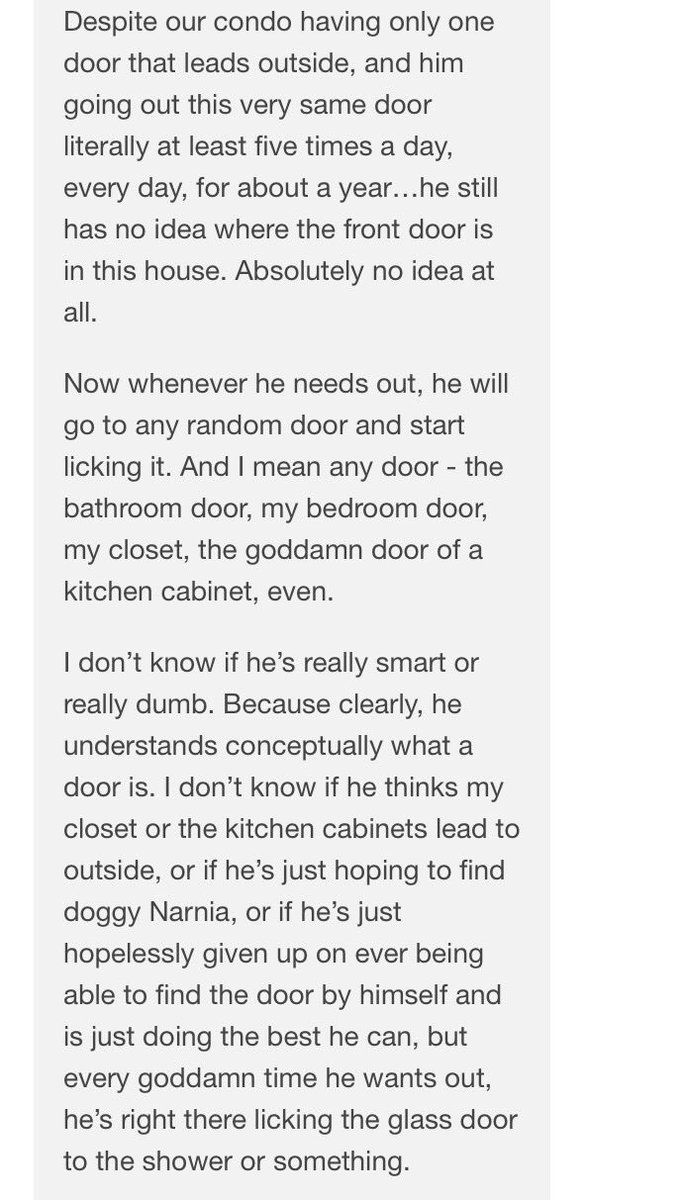 Despite our condo having only one
door that leads outside, and him
going out this very same door
literally at least five times a day,
every day, for about a year...he still
has no idea where the front door is
in this house. Absolutely no idea at
all.
Now whenever he needs out, he will
go to any random door and start
licking it. And I mean any door - the
bathroom door, my bedroom door,
my closet, the goddamn door of a
kitchen cabinet, even.
I don’t know if he’s really smart or
really dumb. Because clearly, he
understands conceptually what a
door is. I don’t know if he thinks my
closet or the kitchen cabinets lead to
outside, or if he’s just hoping to find
doggy Narnia, or if he’s just
hopelessly given up on ever being
able to find the door by himself and
is just doing the best he can, but
every goddamn time he wants out,
he’s right there licking the glass door
to the shower or something.